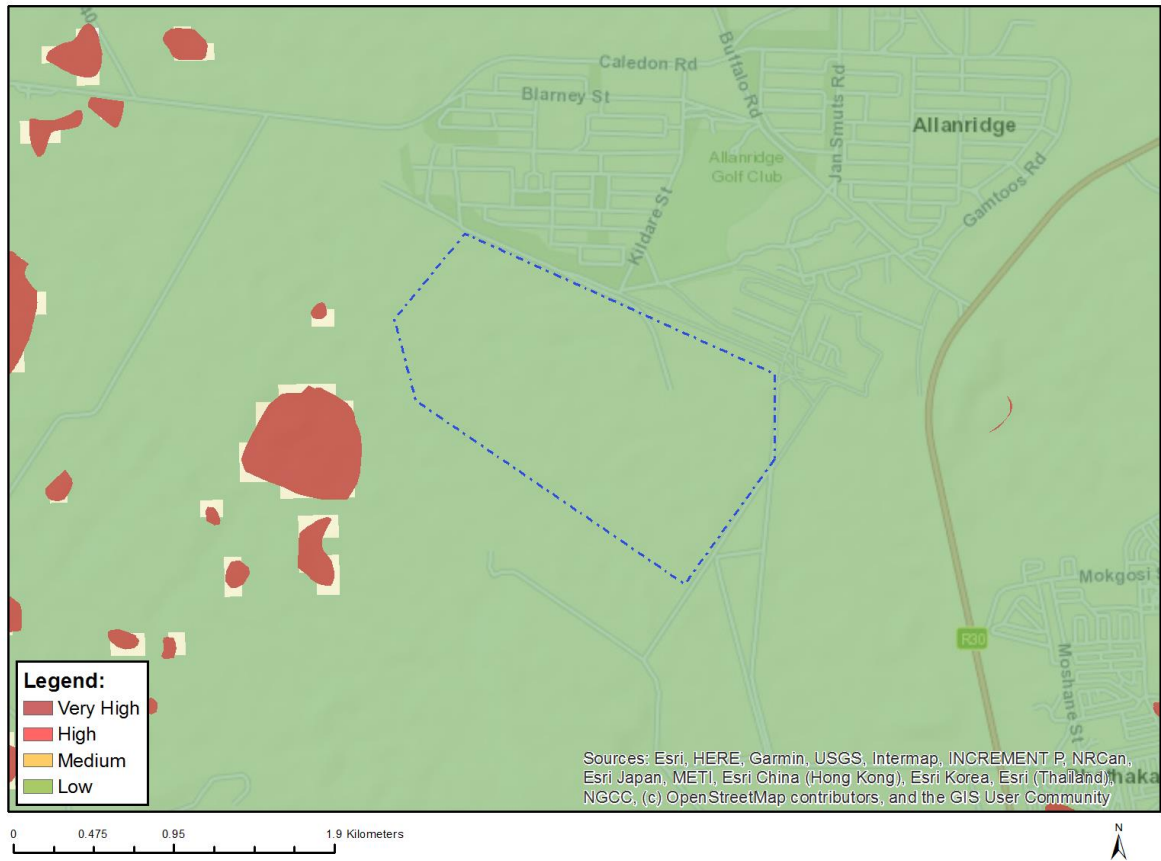 40
Caledon Rd
Blarney St
Buffalo Rd
Jan Smuts Rd
Allanridge
Allanridge
Golf Club
Gamtoos Rd
Kildare St
Mokgosi S
R30
Moshane St
Legend:
Very High
High
Medium
Low
Sources: Esri, HERE, Garmin, USGS, Intermap, INCREMENT P, NRCan,
Esri Japan, METI, Esri China (Hong Kong), Esri Korea, Esri (Thailand),
NGCC, (c) OpenStreetMap contributors, and the GIS User Community
0 0.475 0.95 1.9 Kilometers
N